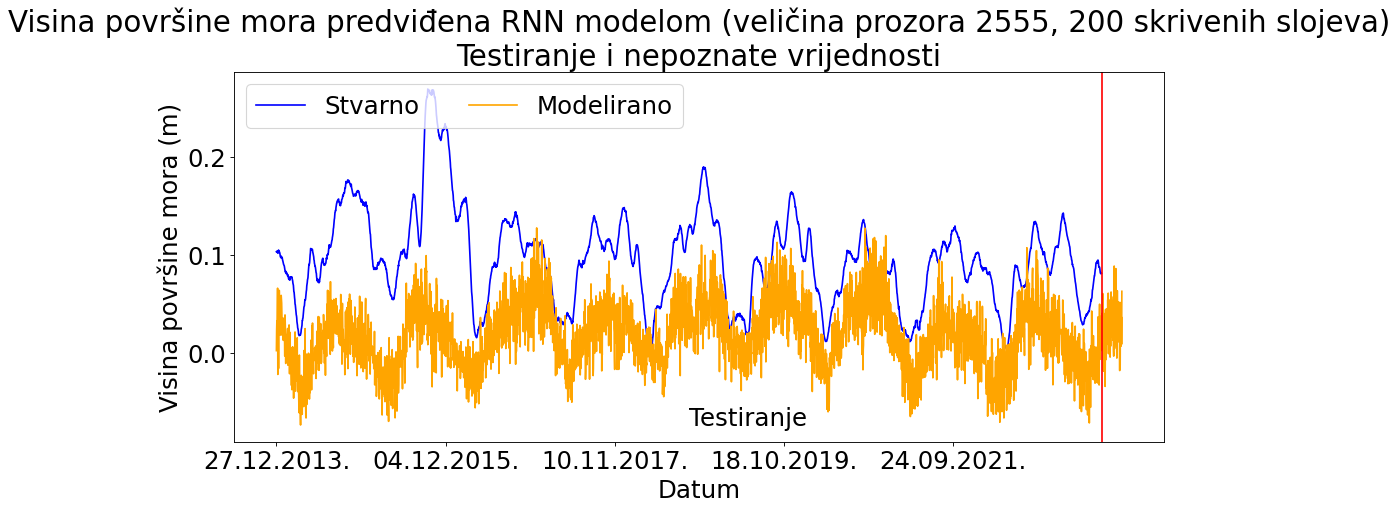 Visina površine mora predviđena RNN modelom (veličina prozora 2555, 200 skrivenih slojeva)
Testiranje i nepoznate vrijednosti
Stvarno Modelirano
Visina površine mora (m)
0.2
0.1
0.0
Testiranje
27.12.2013. 04.12.2015. 10.11.2017. 18.10.2019. 24.09.2021.
Datum